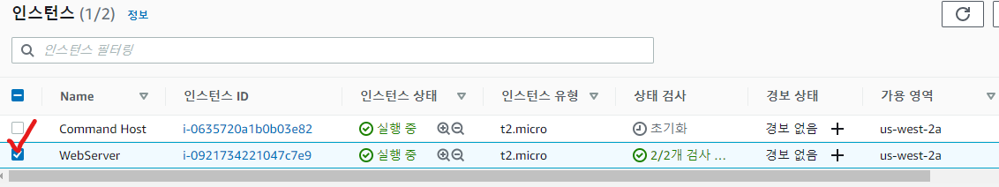 인스턴스 (1/2) 정보
인스턴스 필터링
Name 인스턴스 ID 인스턴스 상태 인스턴스 유형 상태 검사 경보 상태 가용 영역
Command Host i-0635720a1b0b03e82 실행 중 t2.micro 초기화 경보 없음 us-west-2a
WebServer i-0921734221047c7e9 실행 중 t2.micro 2/2개 검사 ... 경보 없음 us-west-2a